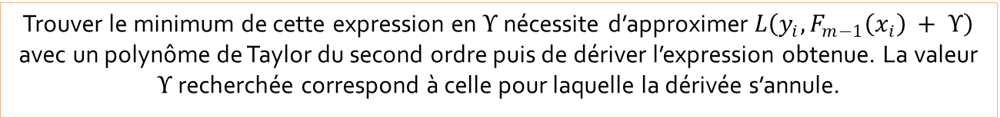 Trouver le minimum de cette expression en ϒ nécessite d’approximer $L(y_i, F_{m-1}(x_i) + ϒ)$
avec un polynôme de Taylor du second ordre puis de dériver l’expression obtenue. La valeur
ϒ recherchée correspond à celle pour laquelle la dérivée s’annule.